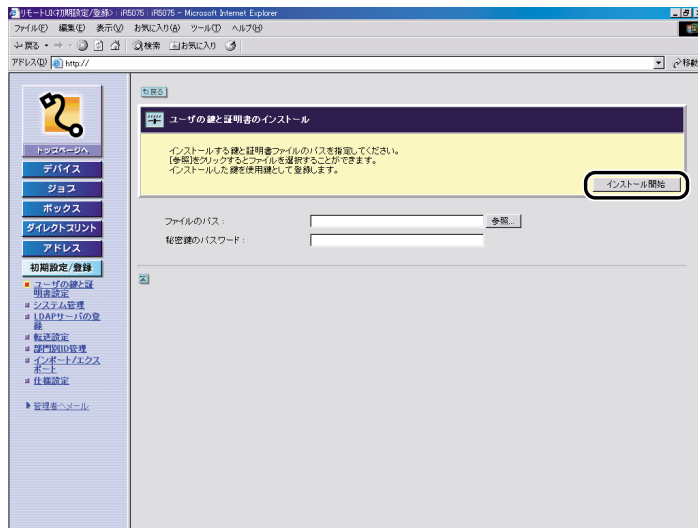 リモートUI<初期設定/登録> : iR5075 : iR5075 - Microsoft Internet Explorer
ファイル(F) 編集(E) 表示(V) お気に入り(A) ツール(T) ヘルプ(H)
戻る 検索 お気に入り
アドレス(D) http:// 移動
戻る
ユーザの鍵と証明書のインストール
インストールする鍵と証明書ファイルのパスを指定してください。
[参照]をクリックするとファイルを選択することができます。
インストールした鍵を使用鍵として登録します。
インストール開始
ファイルのパス : 参照...
秘密鍵のパスワード :
トップページへ
デバイス
ジョブ
ボックス
ダイレクトプリント
アドレス
初期設定/登録
ユーザの鍵と証
明書設定
システム管理
LDAPサーバの登
録
転送設定
部門別ID管理
インポート/エクス
ポート
仕様設定
管理者へメール